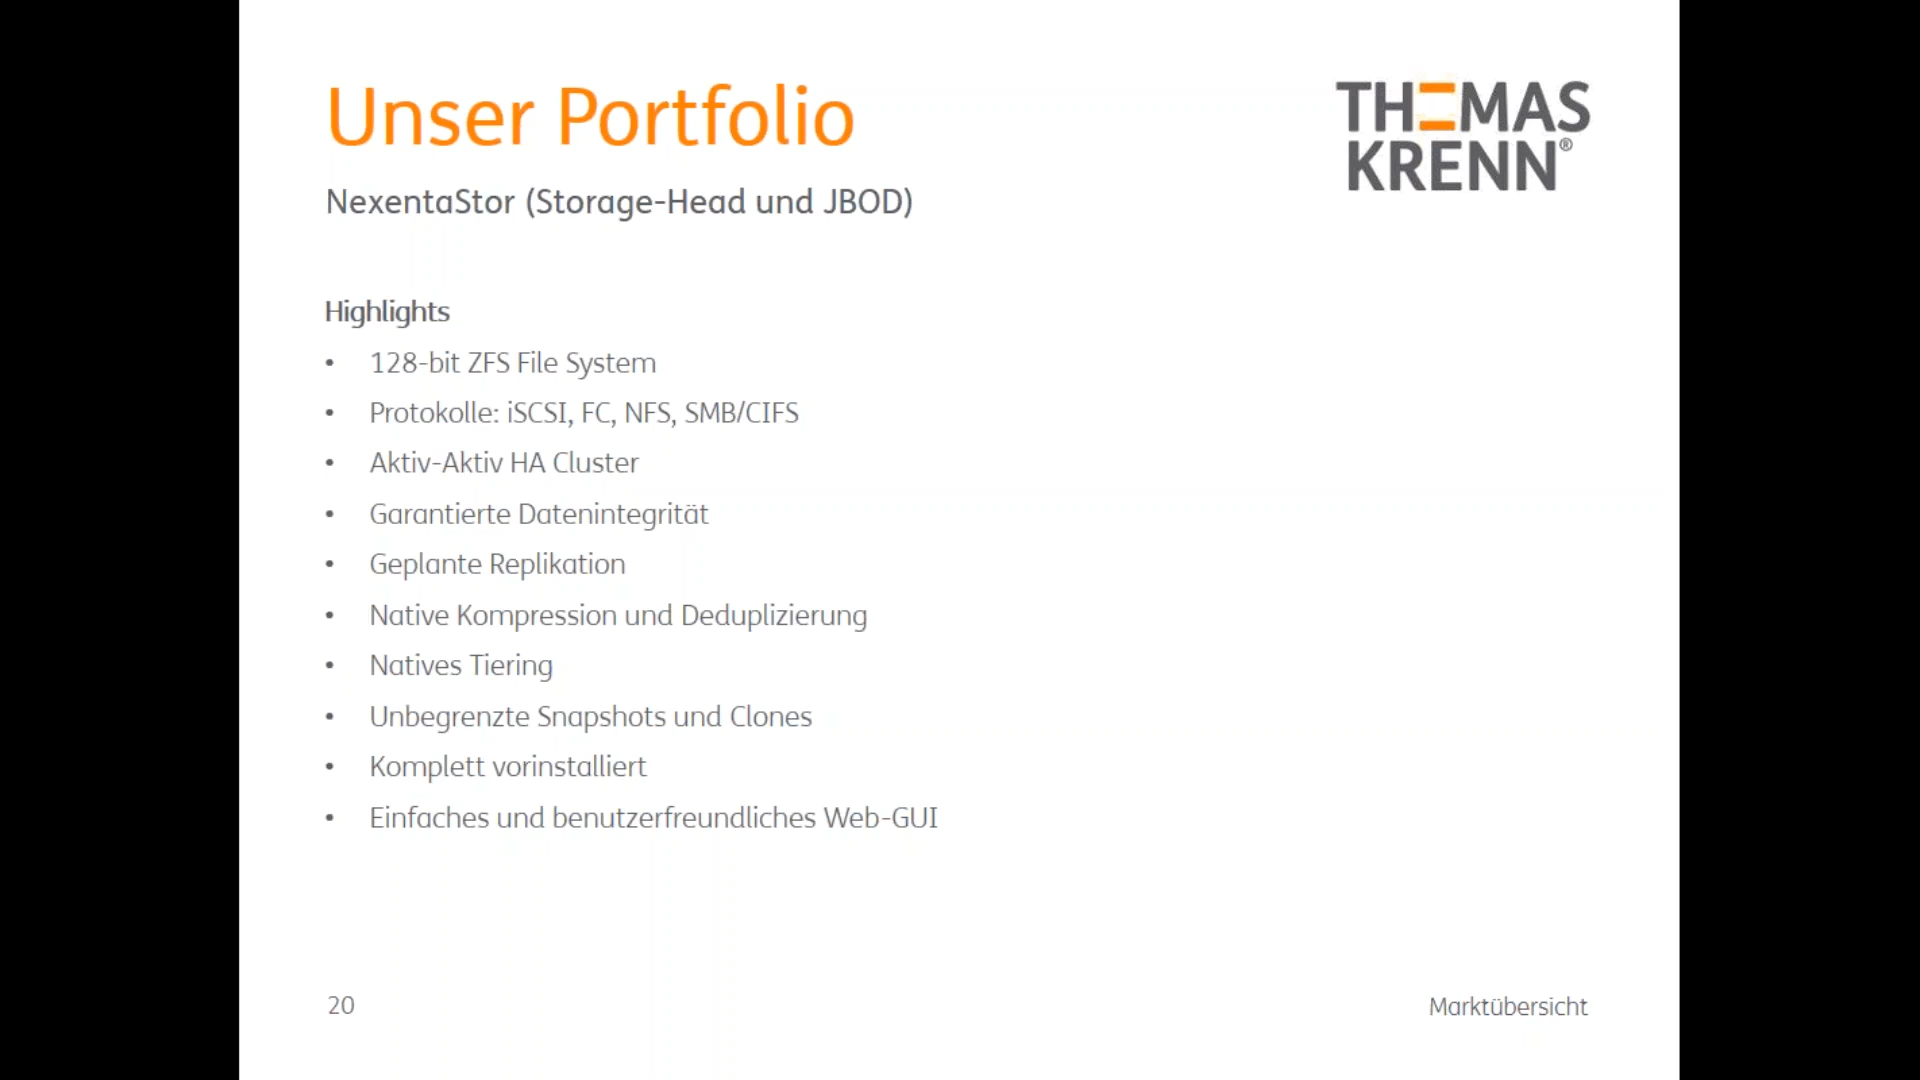 Unser Portfolio
THOMAS
KRENN®
NexentaStor (Storage-Head und JBOD)
Highlights
• 128-bit ZFS File System
• Protokolle: iSCSI, FC, NFS, SMB/CIFS
• Aktiv-Aktiv HA Cluster
• Garantierte Datenintegrität
• Geplante Replikation
• Native Kompression und Deduplizierung
• Natives Tiering
• Unbegrenzte Snapshots und Clones
• Komplett vorinstalliert
• Einfaches und benutzerfreundliches Web-GUI
20
Marktübersicht